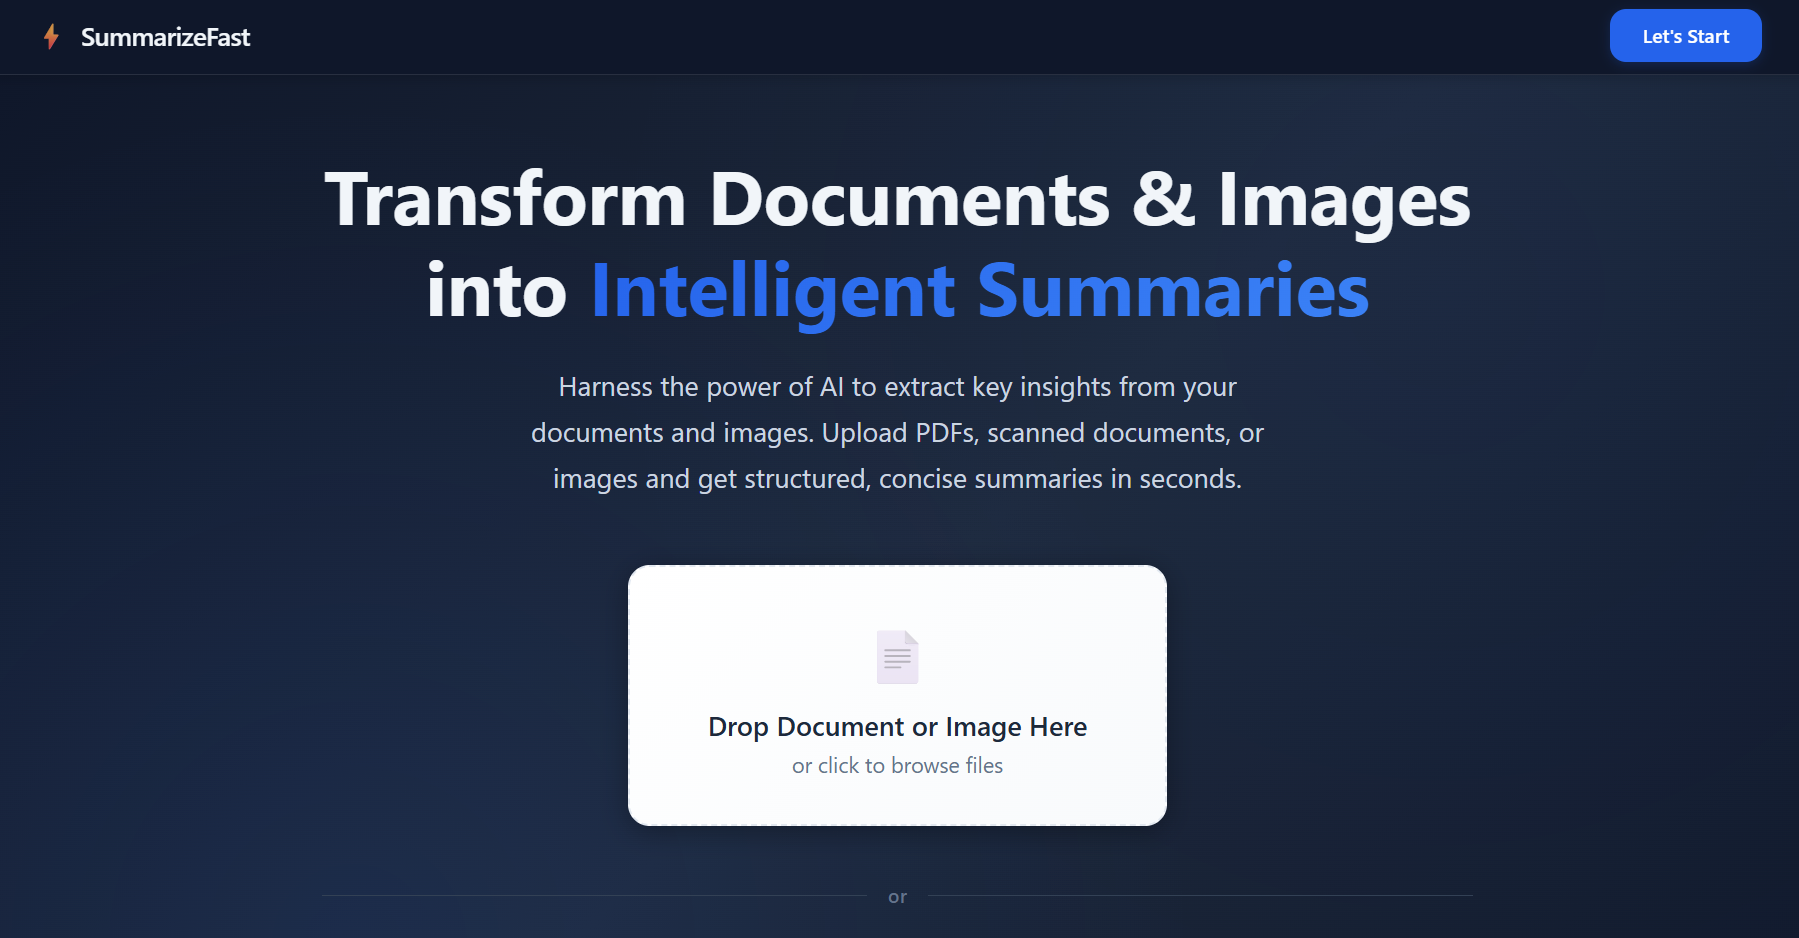 SummarizeFast
Let's Start
Transform Documents & Images
into Intelligent Summaries
Harness the power of AI to extract key insights from your
documents and images. Upload PDFs, scanned documents, or
images and get structured, concise summaries in seconds.
Drop Document or Image Here
or click to browse files
or